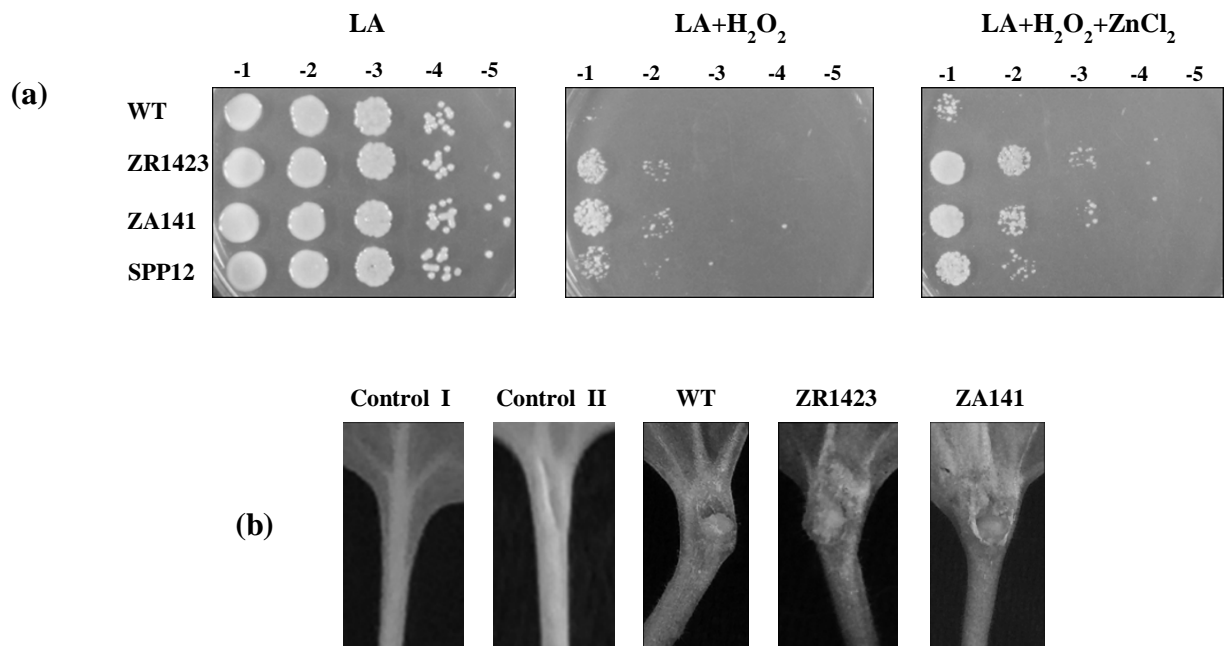 LA LA+H₂O₂ LA+H₂O₂+ZnCl₂
-1 -2 -3 -4 -5 -1 -2 -3 -4 -5 -1 -2 -3 -4 -5
(a)
WT
ZR1423
ZA141
SPP12
Control I Control II WT ZR1423 ZA141
(b)